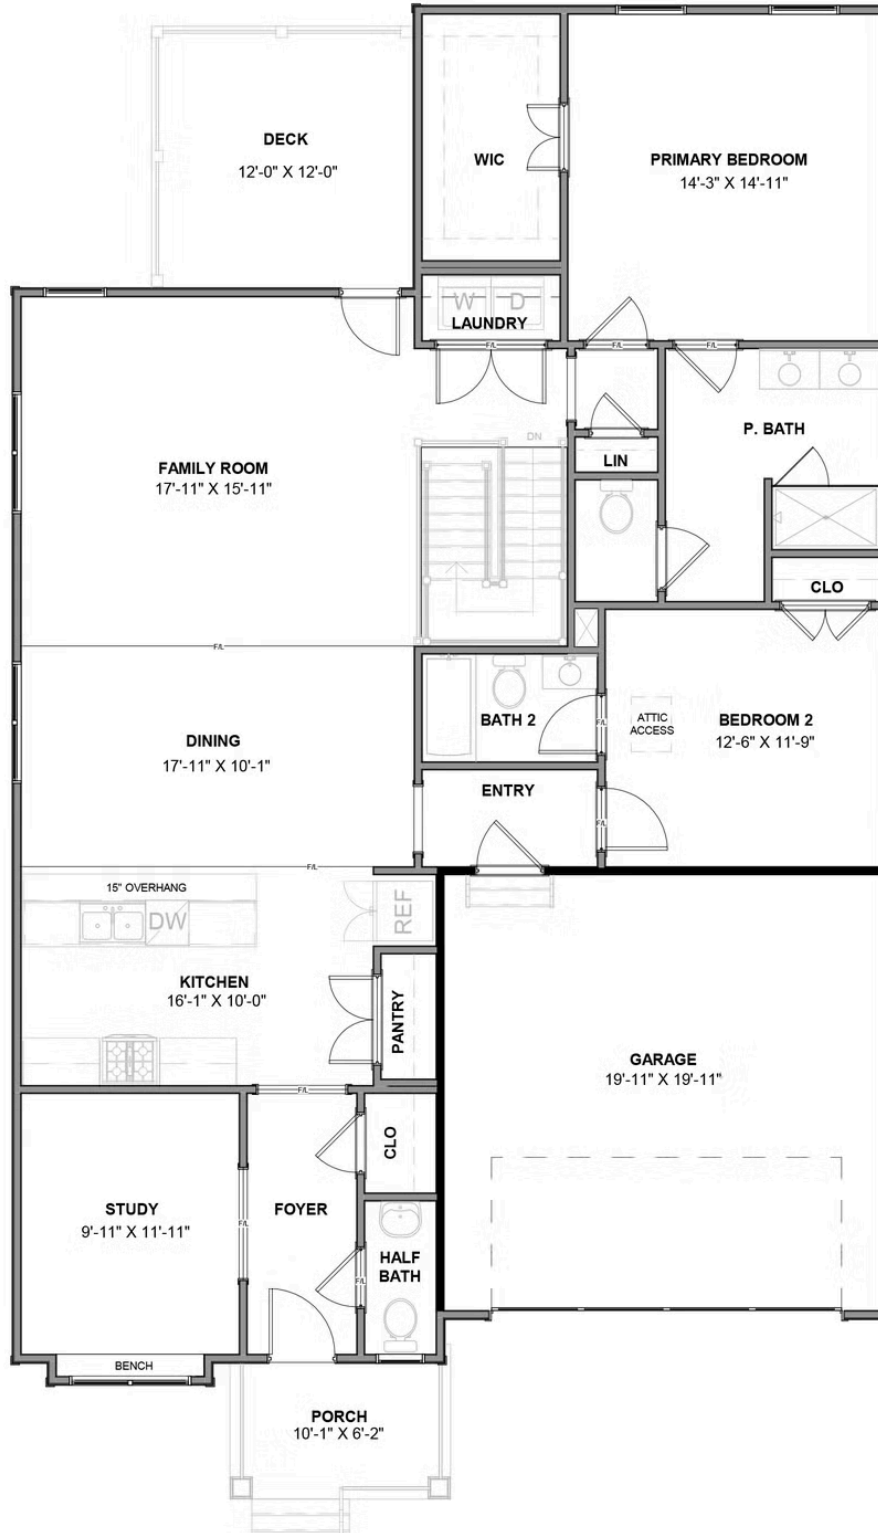 DECK
12'-0" X 12'-0"
WIC
PRIMARY BEDROOM
14'-3" X 14'-11"
W
D
LAUNDRY
F/L
F/L
F/L
P. BATH
DN
LIN
FAMILY ROOM
17'-11" X 15'-11"
CLO
F/L
BATH 2
F/L
ATTIC
ACCESS
BEDROOM 2
12'-6" X 11'-9"
DINING
17'-11" X 10'-1"
ENTRY
F/L
F/L
15" OVERHANG
DW
REF
KITCHEN
16'-1" X 10'-0"
PANTRY
GARAGE
19'-11" X 19'-11"
F/L
CLO
STUDY
9'-11" X 11'-11"
F/L
FOYER
HALF
BATH
F/L
BENCH
PORCH
10'-1" X 6'-2"